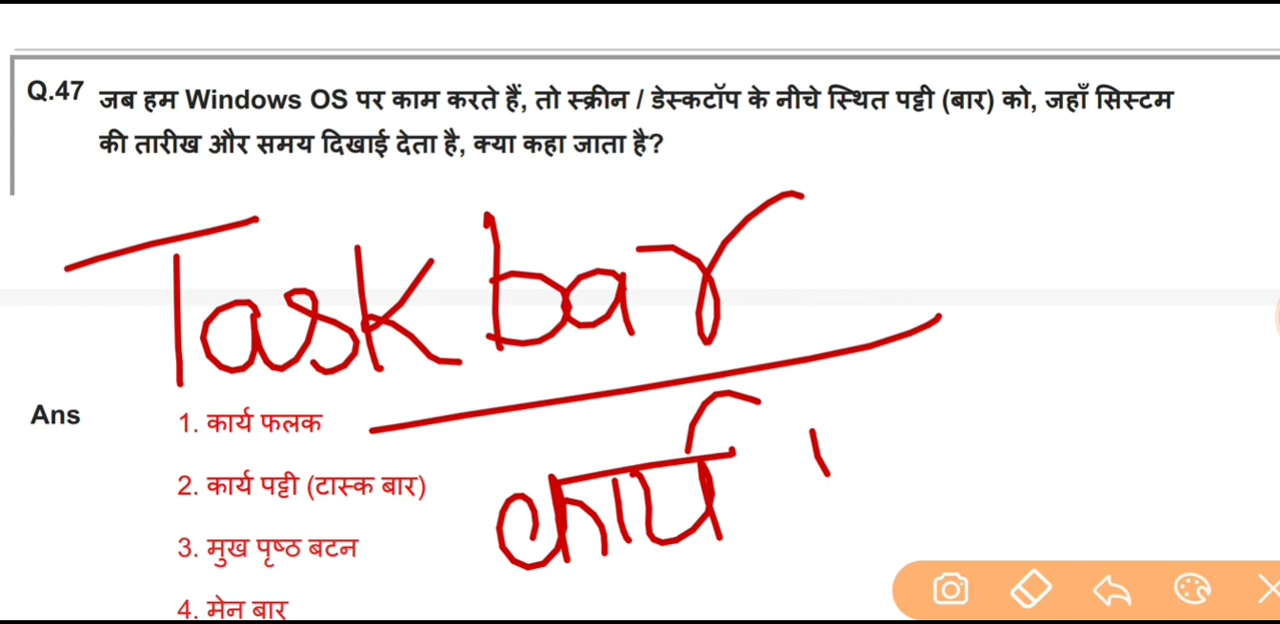 Q.47 जब हम Windows OS पर काम करते हैं, तो स्क्रीन / डेस्कटॉप के नीचे स्थित पट्टी (बार) को, जहाँ सिस्टम
की तारीख और समय दिखाई देता है, क्या कहा जाता है?
Task bar
Ans 1. कार्य फलक
2. कार्य पट्टी (टास्क बार)
कार्य
3. मुख पृष्ठ बटन
4. मेन बार